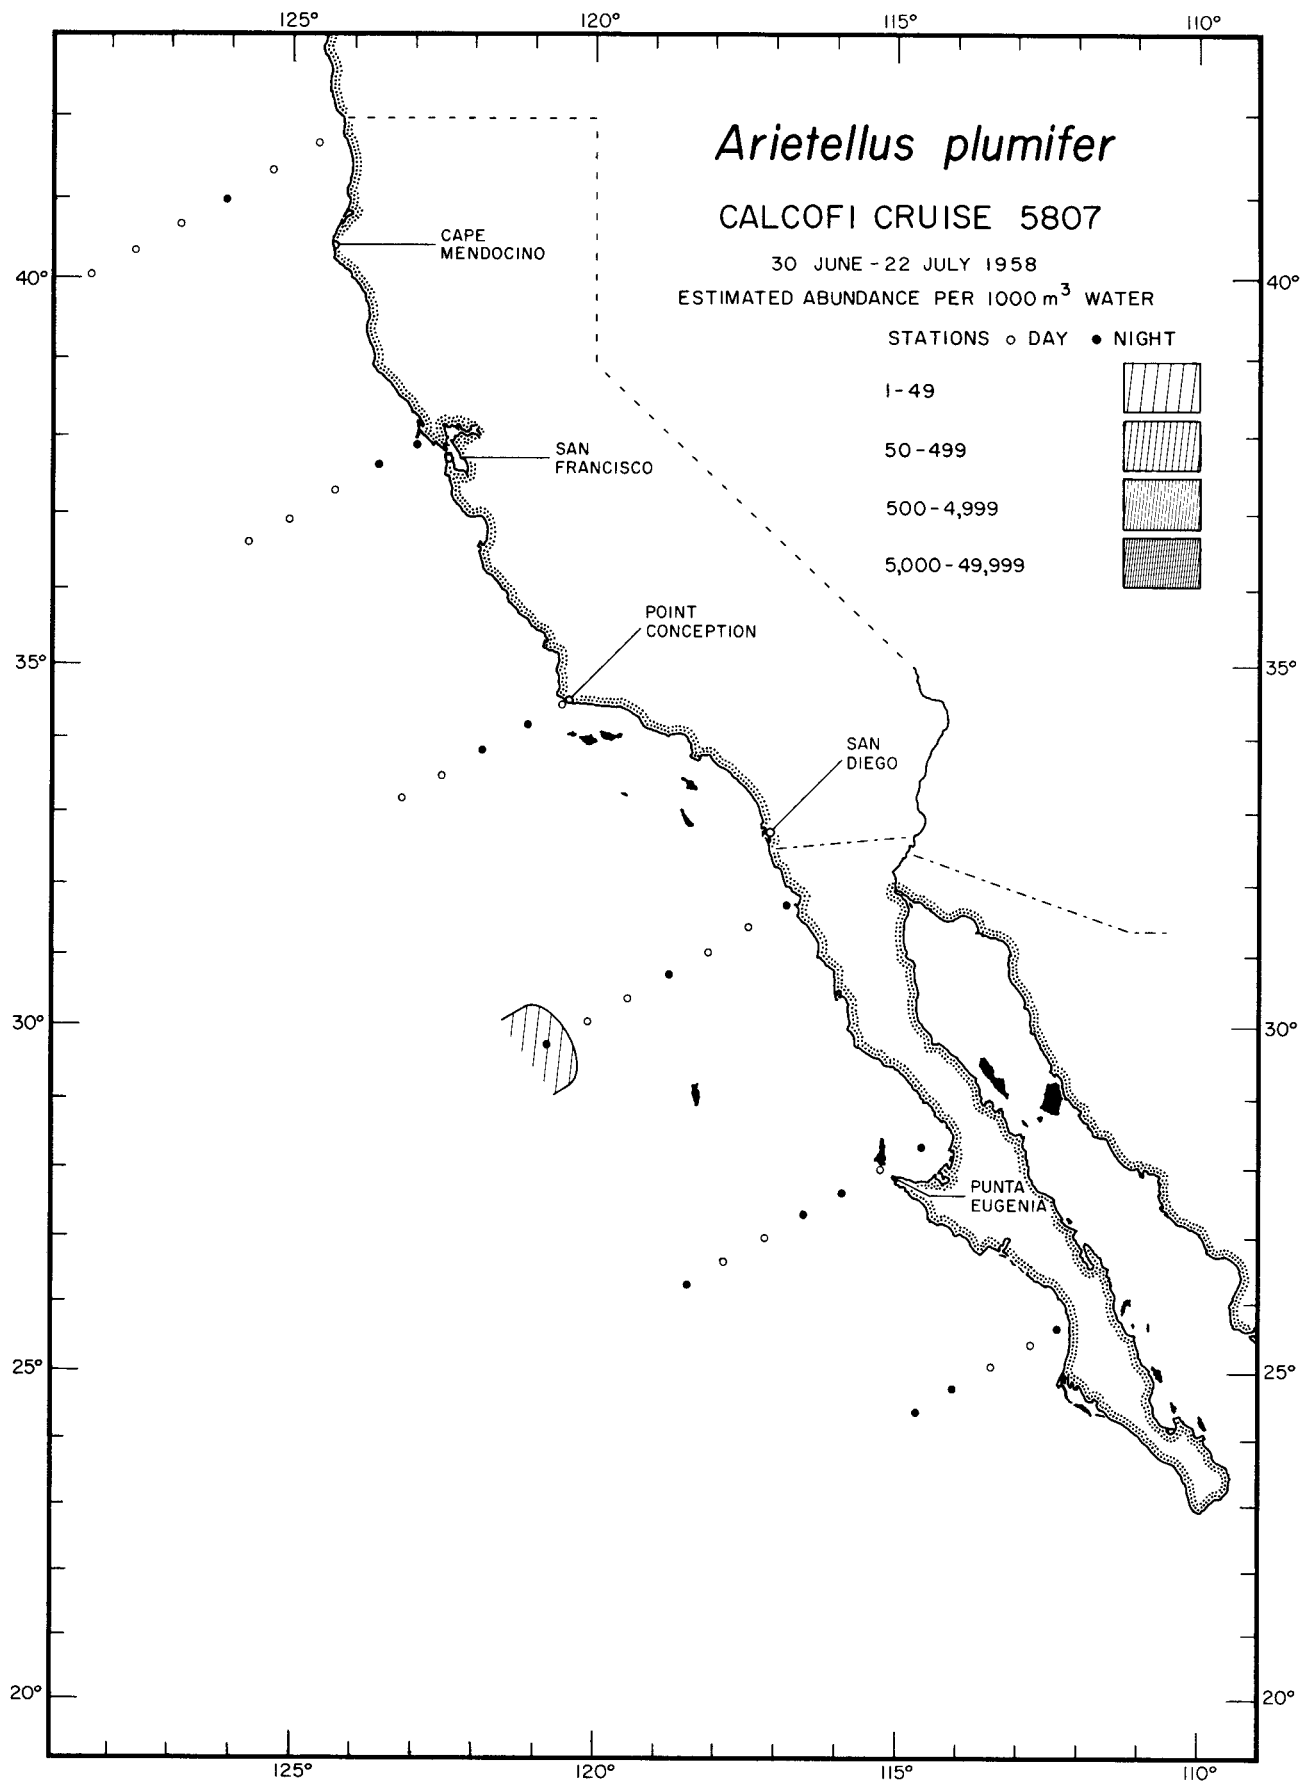 125° 120° 115° 110°
Arietellus plumifer
CALCOFI CRUISE 5807
30 JUNE - 22 JULY 1958
ESTIMATED ABUNDANCE PER 1000 m³ WATER
STATIONS ○ DAY ● NIGHT
1-49
50-499
500-4,999
5,000-49,999
CAPE
MENDOCINO
40° 40°
SAN
FRANCISCO
POINT
CONCEPTION
35° 35°
SAN
DIEGO
30° 30°
PUNTA
EUGENIA
25° 25°
20° 20°
125° 120° 115° 110°